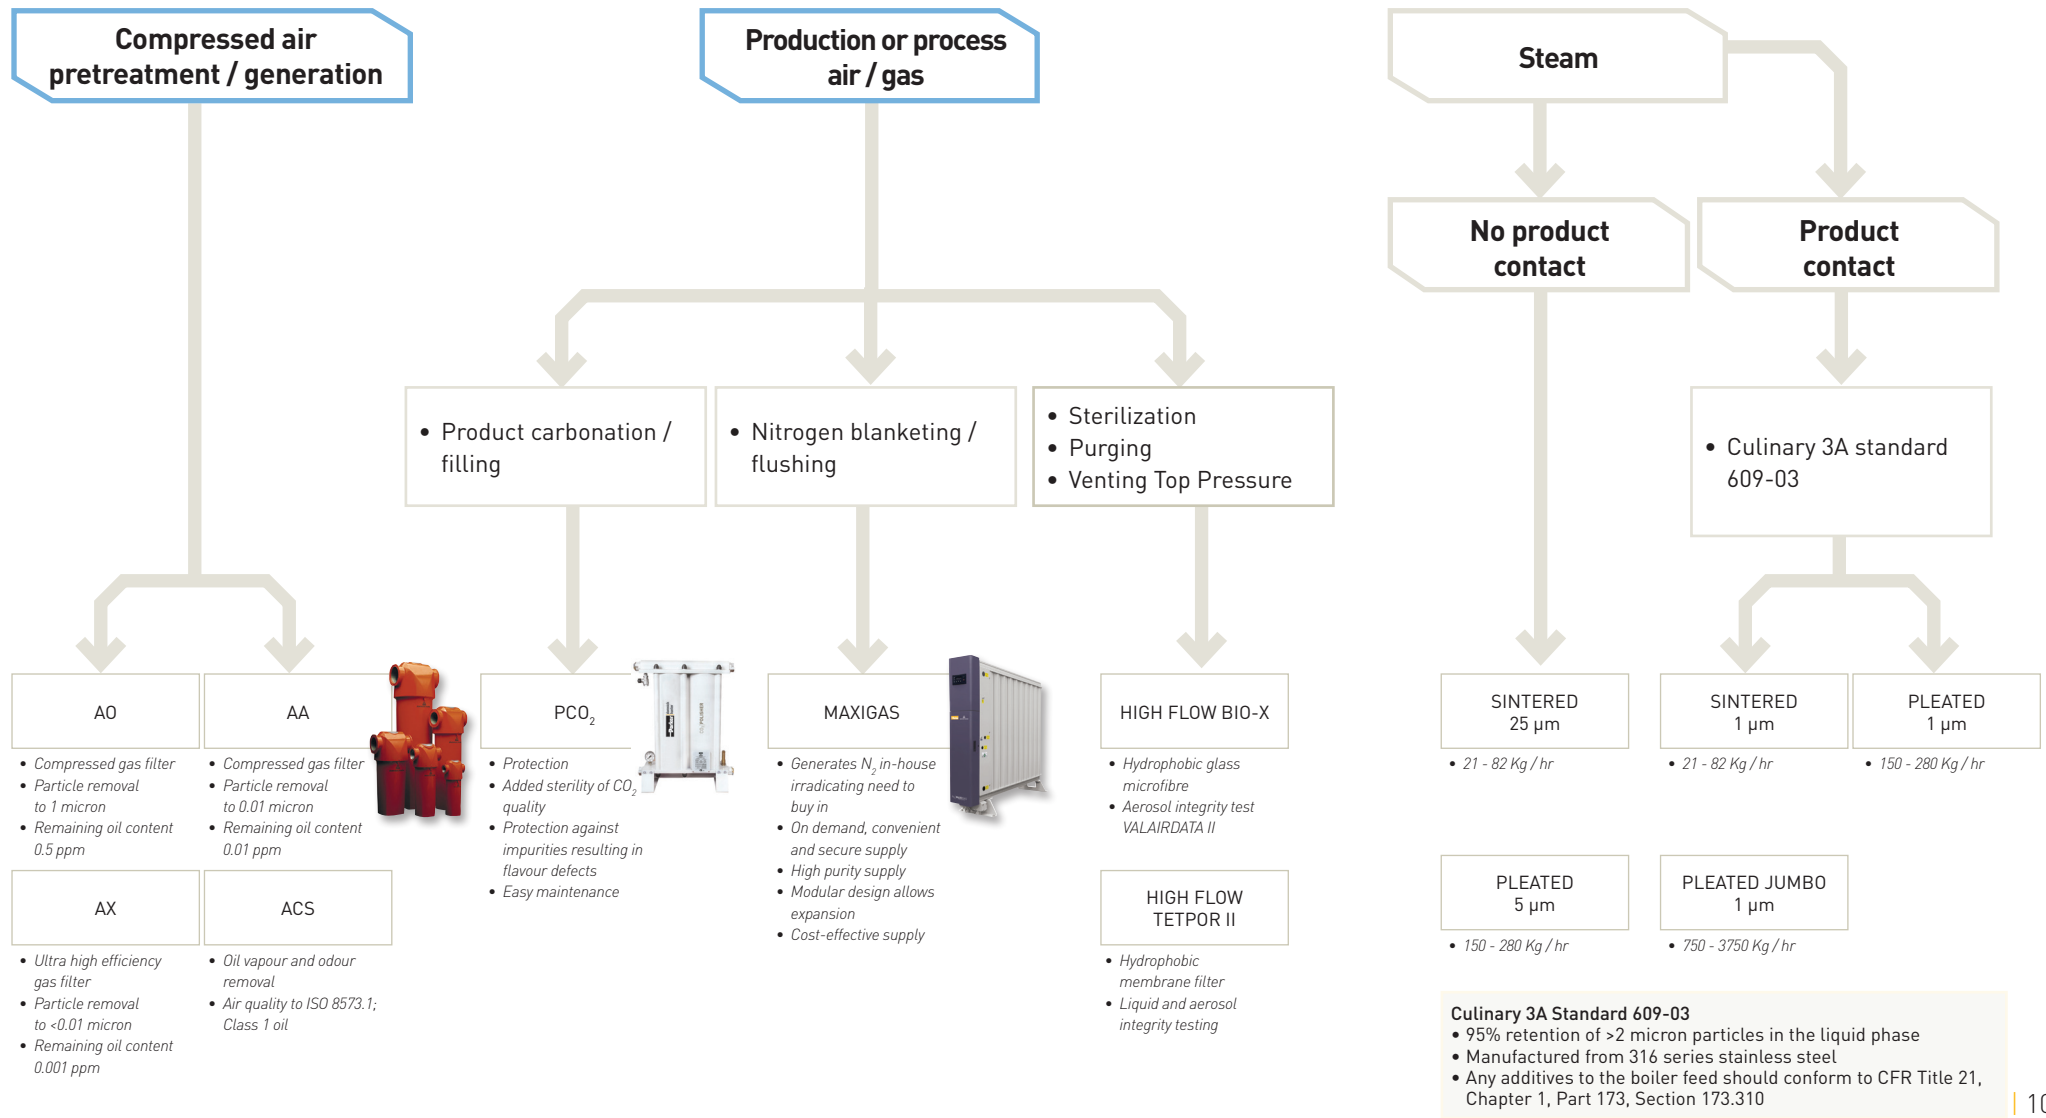 Compressed air
pretreatment / generation
Production or process
air / gas
Steam
No product
contact
Product
contact
• Product carbonation /
filling
• Nitrogen blanketing /
flushing
• Sterilization
• Purging
• Venting Top Pressure
• Culinary 3A standard
609-03
AO
• Compressed gas filter
• Particle removal
to 1 micron
• Remaining oil content
0.5 ppm
AA
• Compressed gas filter
• Particle removal
to 0.01 micron
• Remaining oil content
0.01 ppm
AX
• Ultra high efficiency
gas filter
• Particle removal
to <0.01 micron
• Remaining oil content
0.001 ppm
ACS
• Oil vapour and odour
removal
• Air quality to ISO 8573.1;
Class 1 oil
PCO₂
• Protection
• Added sterility of CO₂
quality
• Protection against
impurities resulting in
flavour defects
• Easy maintenance
MAXIGAS
• Generates N₂ in-house
irradicating need to
buy in
• On demand, convenient
and secure supply
• High purity supply
• Modular design allows
expansion
• Cost-effective supply
HIGH FLOW BIO-X
• Hydrophobic glass
microfibre
• Aerosol integrity test
VALAIRDATA II
HIGH FLOW
TETPOR II
• Hydrophobic
membrane filter
• Liquid and aerosol
integrity testing
SINTERED
25 µm
• 21 - 82 Kg / hr
PLEATED
5 µm
• 150 - 280 Kg / hr
SINTERED
1 µm
• 21 - 82 Kg / hr
PLEATED
1 µm
• 150 - 280 Kg / hr
PLEATED JUMBO
1 µm
• 750 - 3750 Kg / hr
Culinary 3A Standard 609-03
• 95% retention of >2 micron particles in the liquid phase
• Manufactured from 316 series stainless steel
• Any additives to the boiler feed should conform to CFR Title 21,
Chapter 1, Part 173, Section 173.310